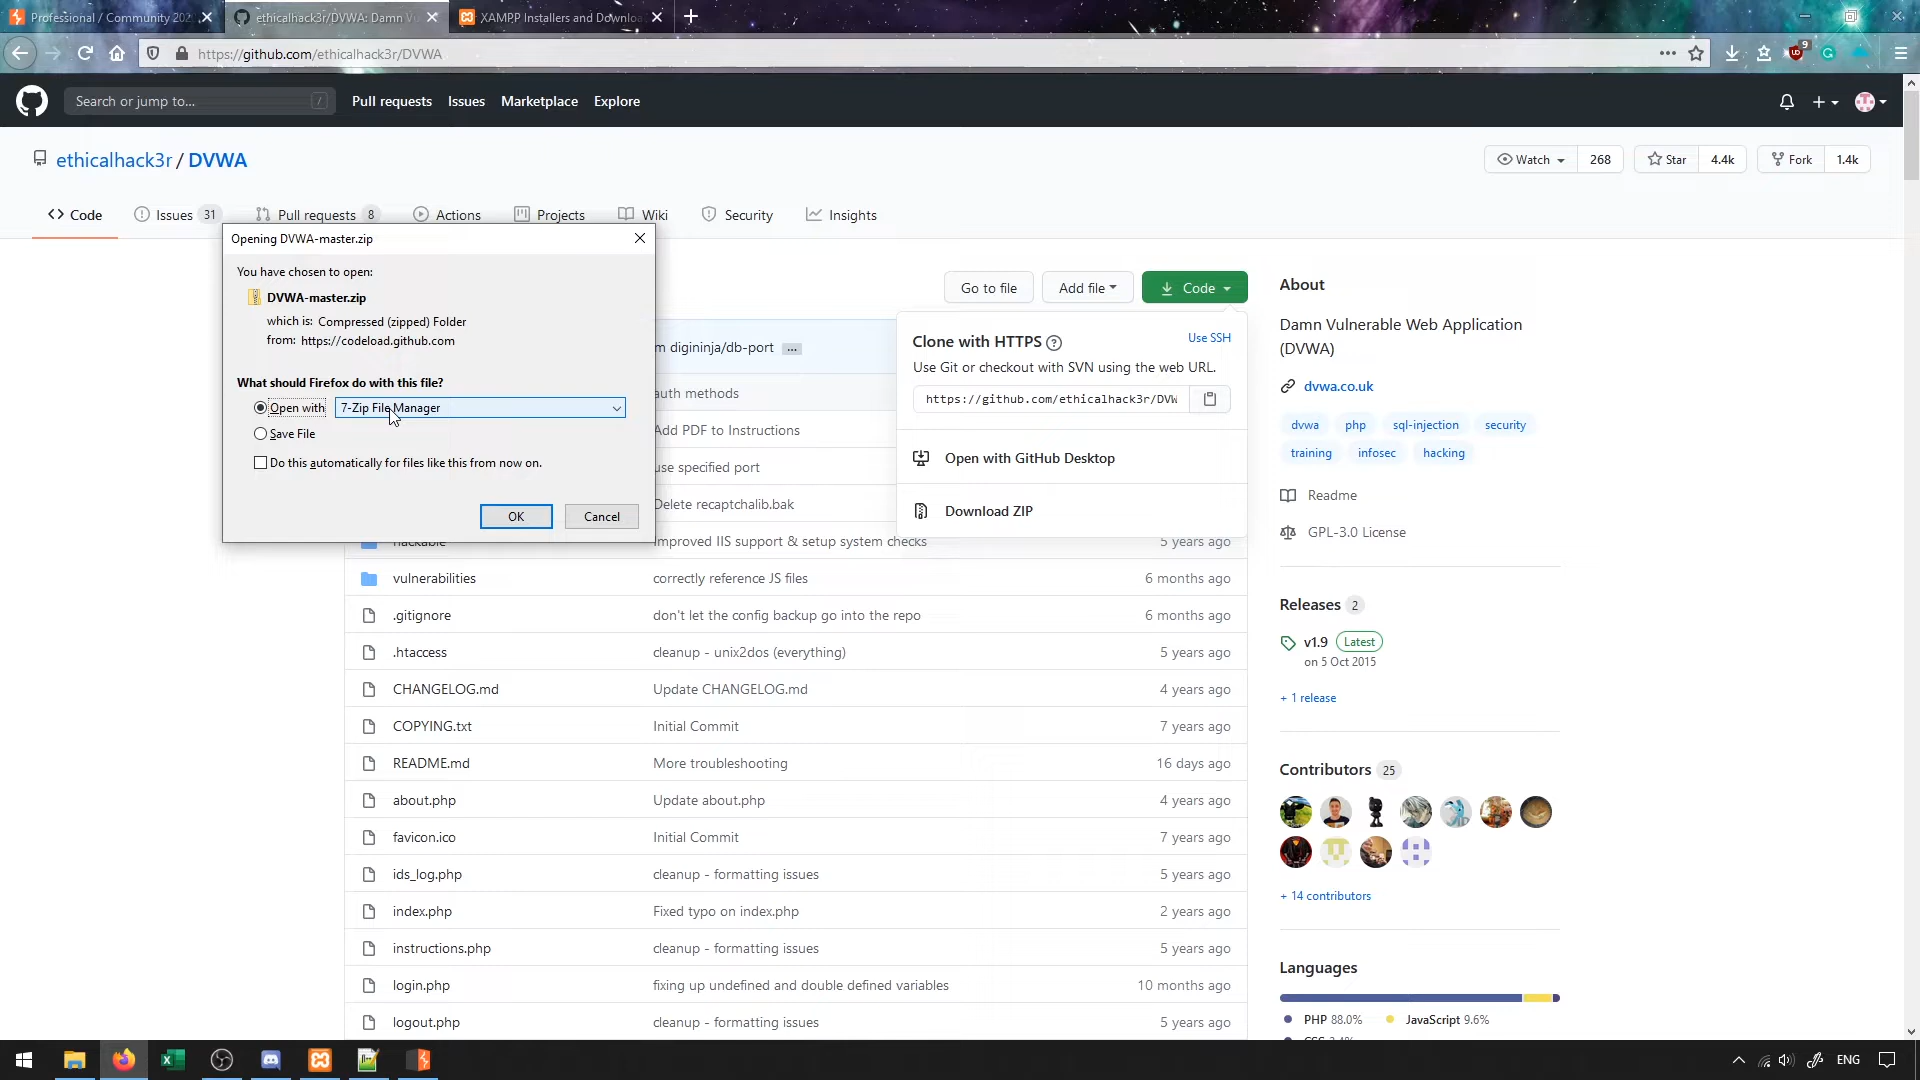 Professional / Community 202
ethicalhack3r/DVWA: Damn Vu
XAMPP Installers and Downloa
https://github.com/ethicalhack3r/DVWA
9
Search or jump to...
/
Pull requests
Issues
Marketplace
Explore
ethicalhack3r / DVWA
Watch
268
Star
4.4k
Fork
1.4k
Code
Issues 31
Pull requests 8
Actions
Projects
Wiki
Security
Insights
Opening DVWA-master.zip
You have chosen to open:
DVWA-master.zip
which is: Compressed (zipped) Folder
from: https://codeload.github.com
What should Firefox do with this file?
Open with
7-Zip File Manager
Save File
Do this automatically for files like this from now on.
OK
Cancel
Go to file
Add file
Code
m digininja/db-port ...
auth methods
Add PDF to Instructions
use specified port
Delete recaptchalib.bak
Clone with HTTPS
Use SSH
Use Git or checkout with SVN using the web URL.
https://github.com/ethicalhack3r/DVW
Open with GitHub Desktop
Download ZIP
hackable
Improved IIS support & setup system checks
5 years ago
vulnerabilities
correctly reference JS files
6 months ago
.gitignore
don't let the config backup go into the repo
6 months ago
.htaccess
cleanup - unix2dos (everything)
5 years ago
CHANGELOG.md
Update CHANGELOG.md
4 years ago
COPYING.txt
Initial Commit
7 years ago
README.md
More troubleshooting
16 days ago
about.php
Update about.php
4 years ago
favicon.ico
Initial Commit
7 years ago
ids_log.php
cleanup - formatting issues
5 years ago
index.php
Fixed typo on index.php
2 years ago
instructions.php
cleanup - formatting issues
5 years ago
login.php
fixing up undefined and double defined variables
10 months ago
logout.php
cleanup - formatting issues
5 years ago
About
Damn Vulnerable Web Application
(DVWA)
dvwa.co.uk
dvwa
php
sql-injection
security
training
infosec
hacking
Readme
GPL-3.0 License
Releases 2
v1.9 Latest
on 5 Oct 2015
+ 1 release
Contributors 25
+ 14 contributors
Languages
PHP 88.0%
JavaScript 9.6%
ENG